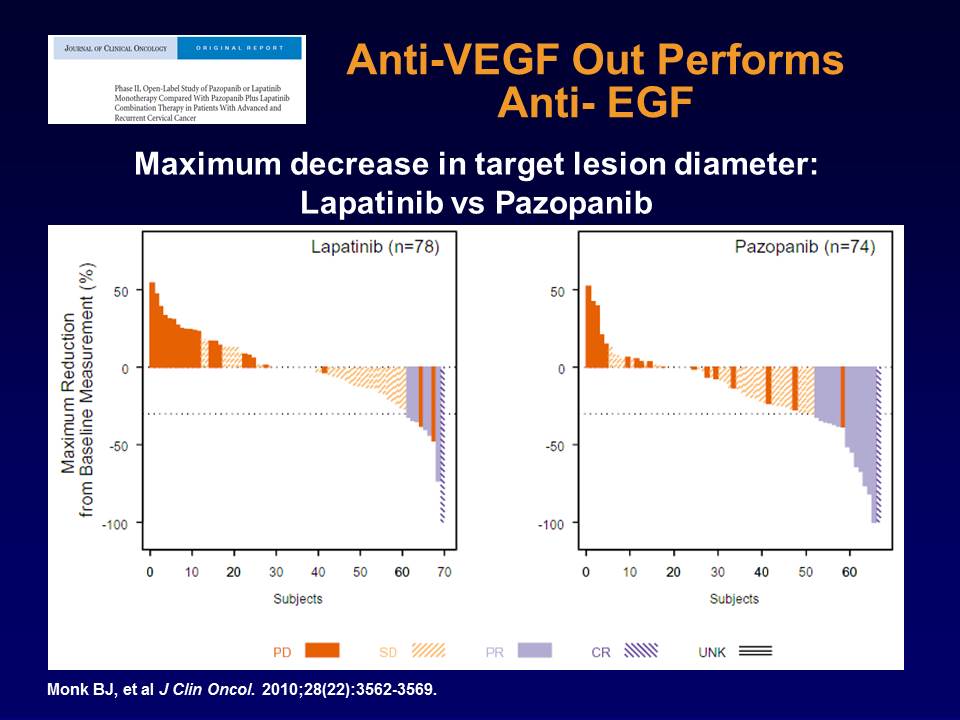 JOURNAL OF CLINICAL ONCOLOGY ORIGINAL REPORT
Phase II, Open-Label Study of Pazopanib or Lapatinib
Monotherapy Compared With Pazopanib Plus Lapatinib
Combination Therapy in Patients With Advanced and
Recurrent Cervical Cancer
Anti-VEGF Out Performs
Anti- EGF
Maximum decrease in target lesion diameter:
Lapatinib vs Pazopanib
Maximum Reduction
from Baseline Measurement (%)
Lapatinib (n=78)
50
0
-50
-100
0 10 20 30 40 50 60 70
Subjects
Pazopanib (n=74)
50
0
-50
-100
0 10 20 30 40 50 60
Subjects
PD SD PR CR UNK
Monk BJ, et al J Clin Oncol. 2010;28(22):3562-3569.